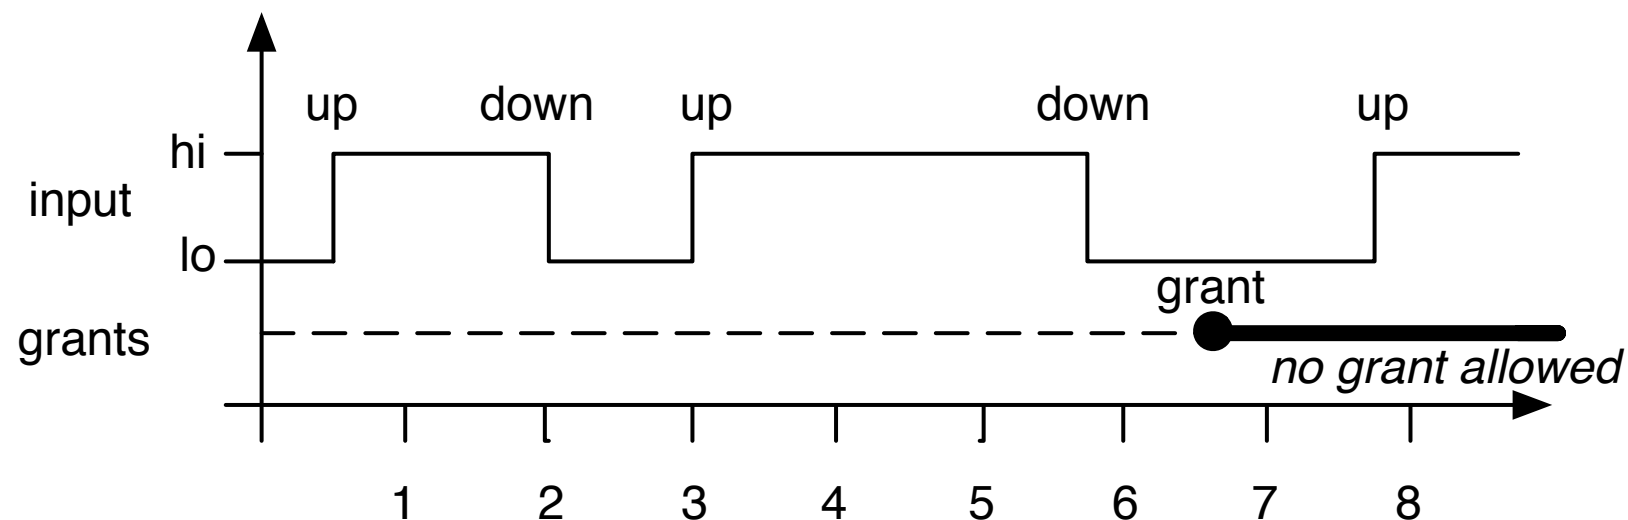 up down up down up
hi
input
lo
grant
grants
no grant allowed
1 2 3 4 5 6 7 8